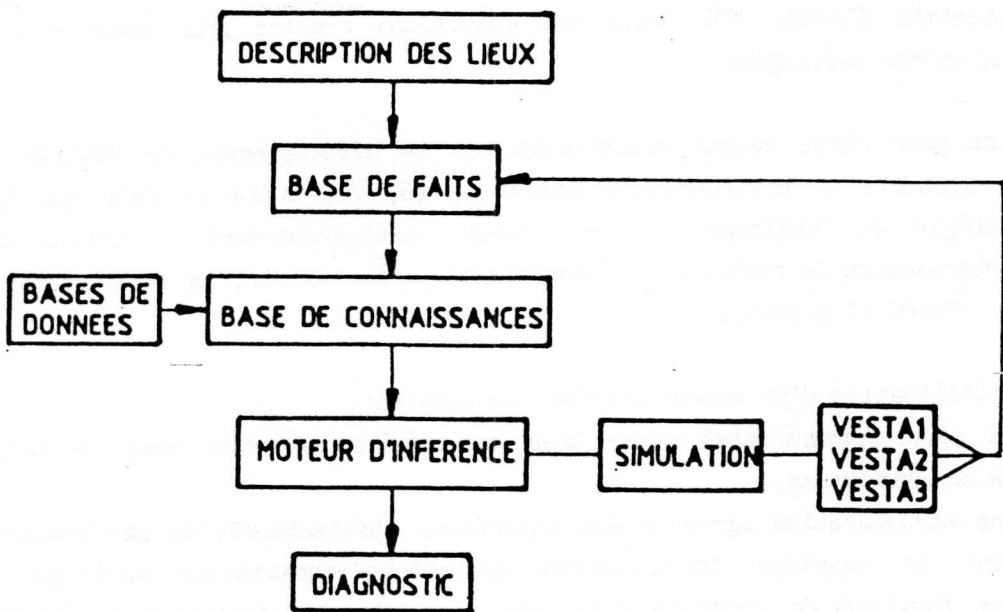 DESCRIPTION DES LIEUX
BASE DE FAITS
BASES DE
DONNEES
BASE DE CONNAISSANCES
MOTEUR D'INFERENCE
SIMULATION
VESTA1
VESTA2
VESTA3
DIAGNOSTIC